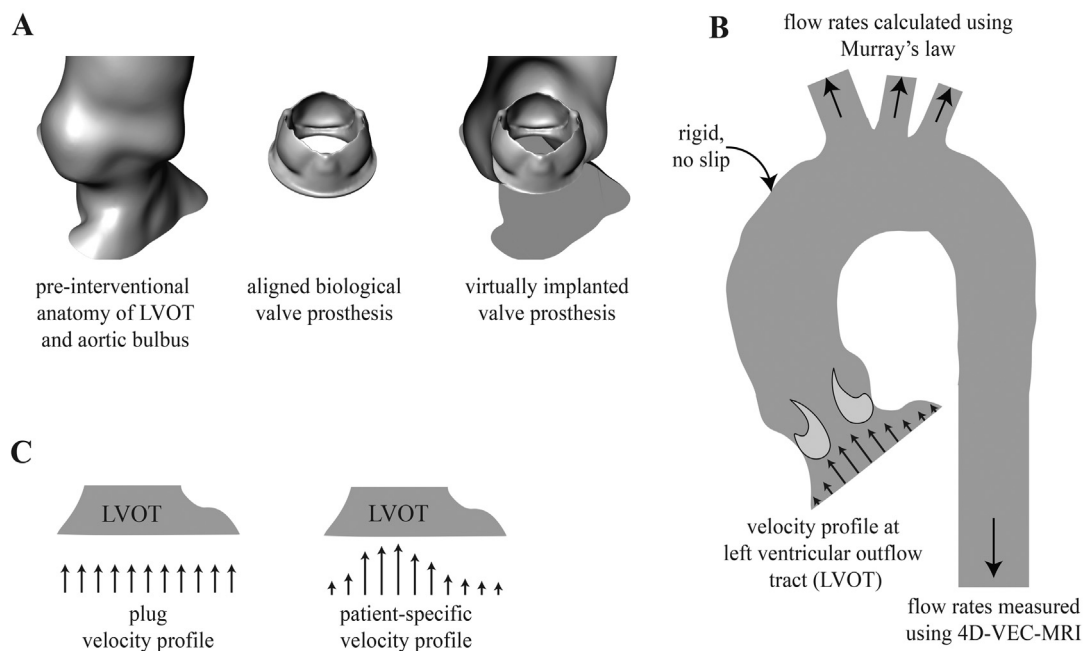 A
pre-interventional
anatomy of LVOT
and aortic bulbus
aligned biological
valve prosthesis
virtually implanted
valve prosthesis
B
flow rates calculated using
Murray's law
rigid,
no slip
velocity profile at
left ventricular outflow
tract (LVOT)
flow rates measured
using 4D-VEC-MRI
C
LVOT
plug
velocity profile
LVOT
patient-specific
velocity profile